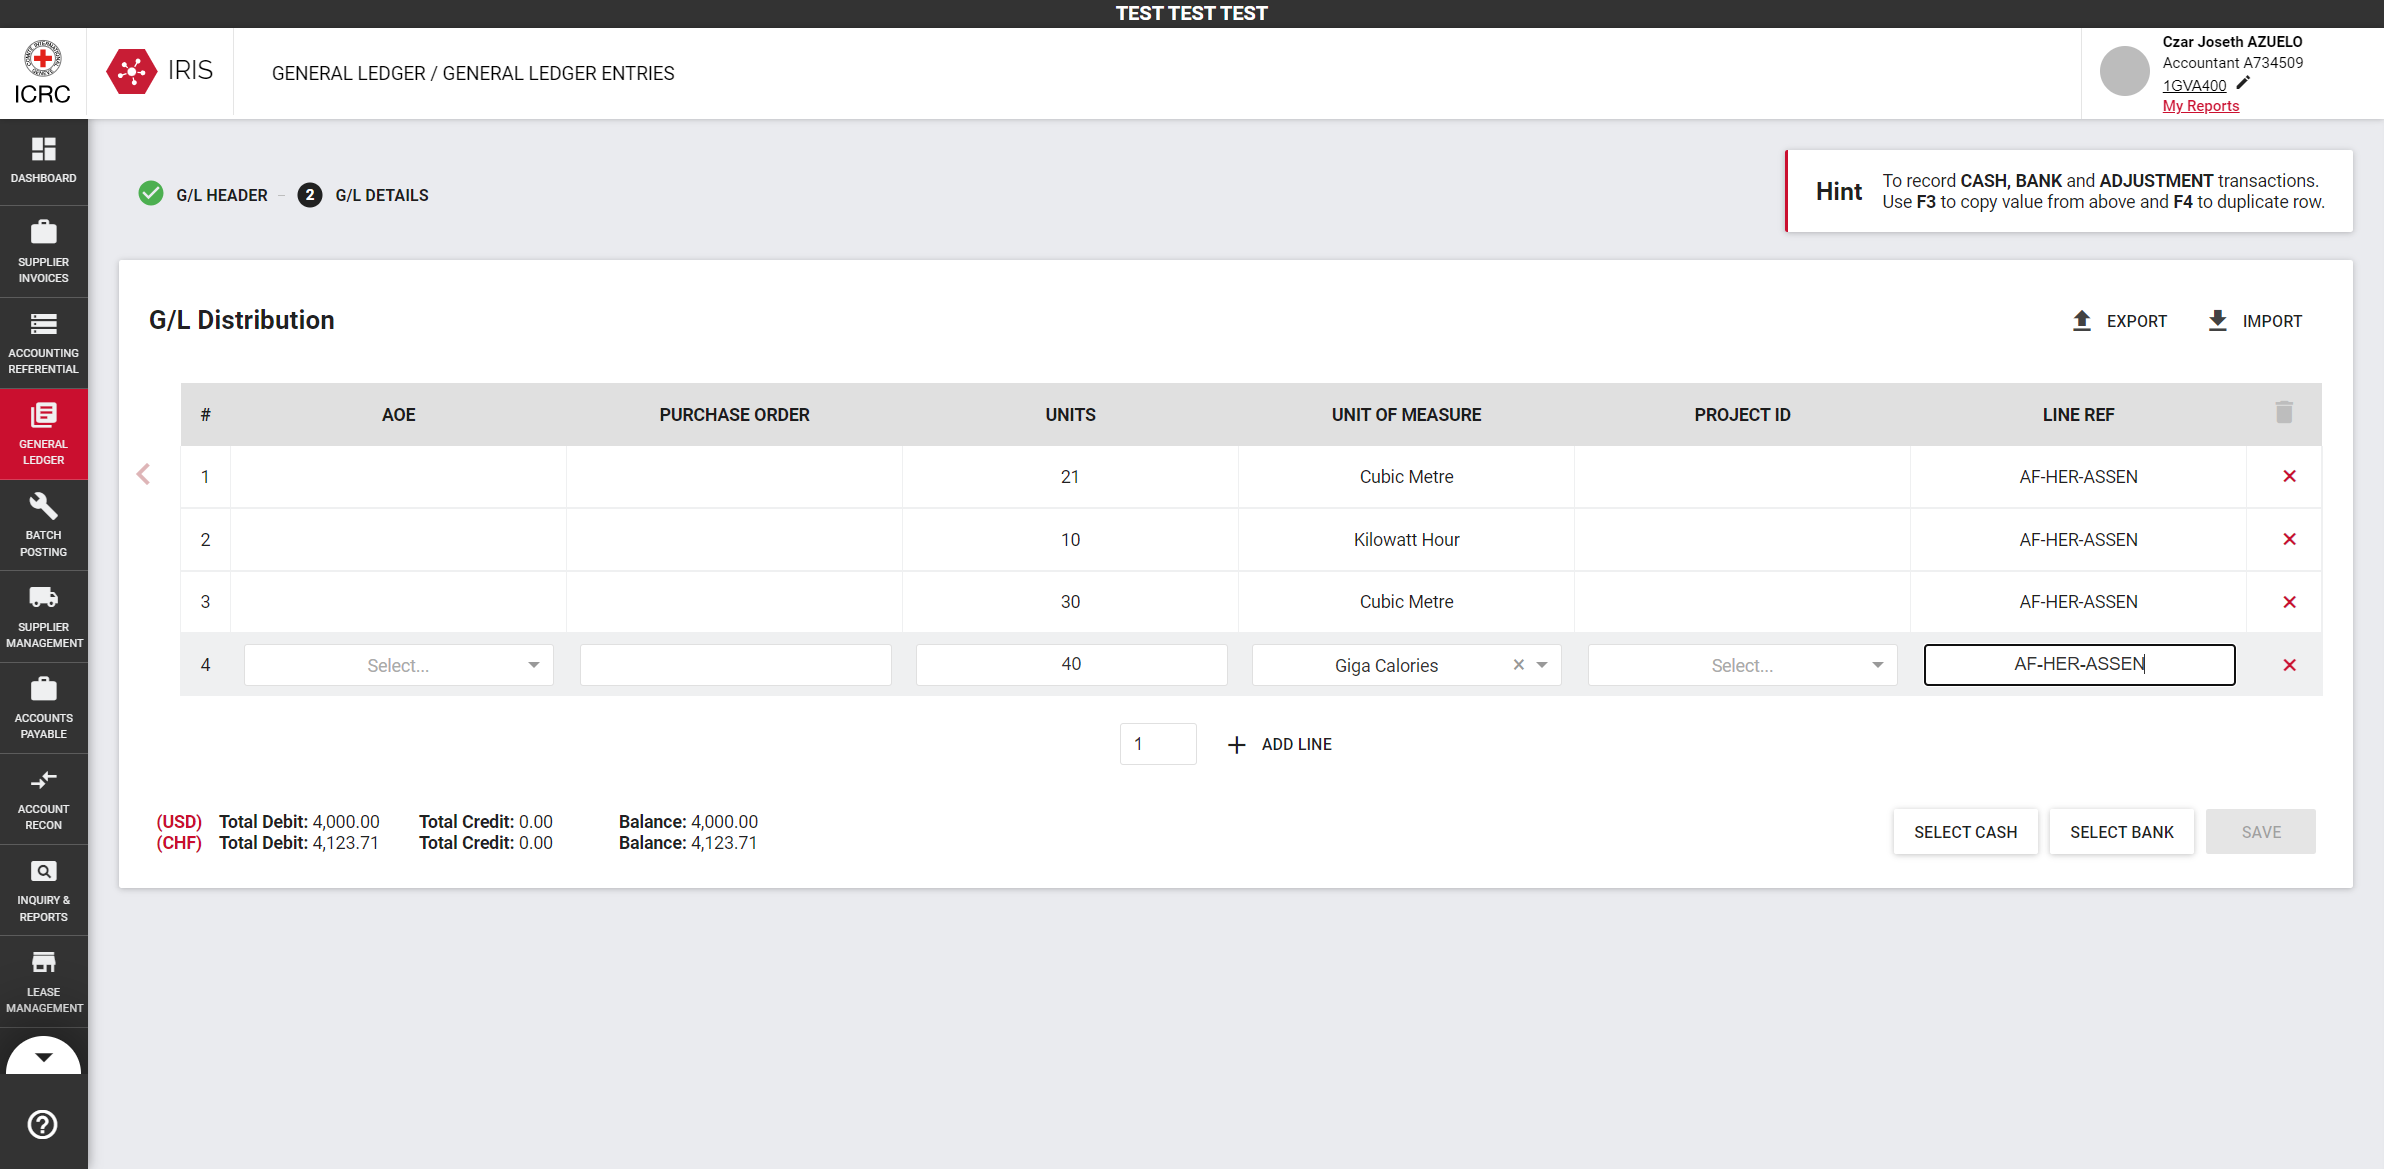 TEST TEST TEST
ICRC
IRIS
GENERAL LEDGER / GENERAL LEDGER ENTRIES
Czar Joseth AZUELO
Accountant A734509
1GVA400
My Reports
DASHBOARD
SUPPLIER
INVOICES
ACCOUNTING
REFERENTIAL
GENERAL
LEDGER
BATCH
POSTING
SUPPLIER
MANAGEMENT
ACCOUNTS
PAYABLE
ACCOUNT
RECON
INQUIRY &
REPORTS
LEASE
MANAGEMENT
G/L HEADER – 2 G/L DETAILS
Hint
To record CASH, BANK and ADJUSTMENT transactions.
Use F3 to copy value from above and F4 to duplicate row.
G/L Distribution
EXPORT IMPORT
# AOE PURCHASE ORDER UNITS UNIT OF MEASURE PROJECT ID LINE REF
1 21 Cubic Metre AF-HER-ASSEN
2 10 Kilowatt Hour AF-HER-ASSEN
3 30 Cubic Metre AF-HER-ASSEN
4 Select... 40 Giga Calories Select... AF-HER-ASSEN
1 ADD LINE
(USD) Total Debit: 4,000.00 Total Credit: 0.00 Balance: 4,000.00
(CHF) Total Debit: 4,123.71 Total Credit: 0.00 Balance: 4,123.71
SELECT CASH SELECT BANK SAVE